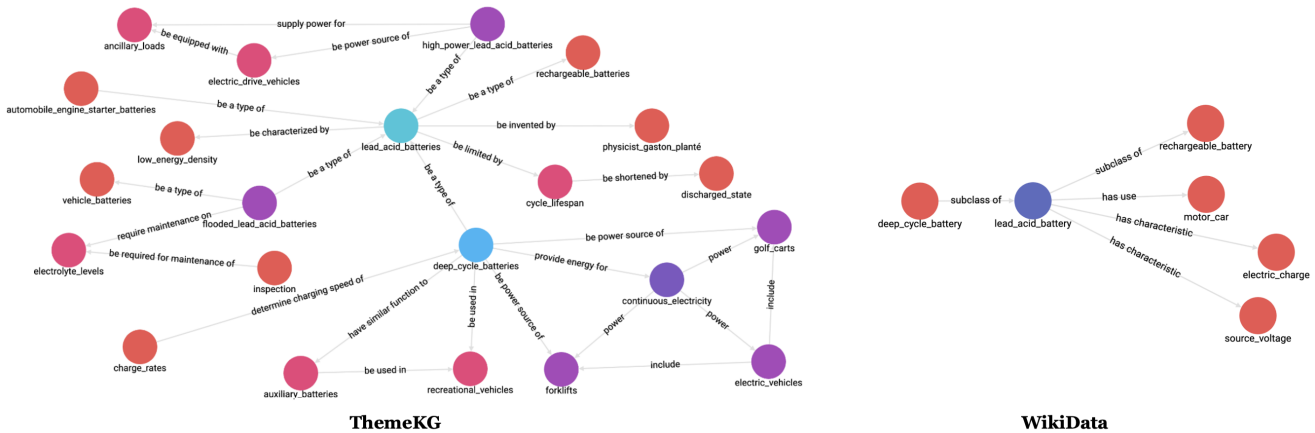 supply power for
ancillary_loads
be equipped with
be power source of
high_power_lead_acid_batteries
electric_drive_vehicles
be a type of
rechargeable_batteries
be a type of
automobile_engine_starter_batteries
be a type of
be characterized by
low_energy_density
lead_acid_batteries
be invented by
physicist_gaston_planté
be limited by
be shortened by
cycle_lifespan
discharged_state
be a type of
vehicle_batteries
be a type of
flooded_lead_acid_batteries
be a type of
require maintenance on
electrolyte_levels
be required for maintenance of
inspection
deep_cycle_batteries
be power source of
golf_carts
provide energy for
power
continuous_electricity
determine charging speed of
charge_rates
have similar function to
be used in
be power source of
power
power
include
auxiliary_batteries
be used in
recreational_vehicles
forklifts
include
electric_vehicles
ThemeKG
rechargeable_battery
subclass of
deep_cycle_battery
subclass of
lead_acid_battery
has use
motor_car
has characteristic
electric_charge
has characteristic
source_voltage
WikiData